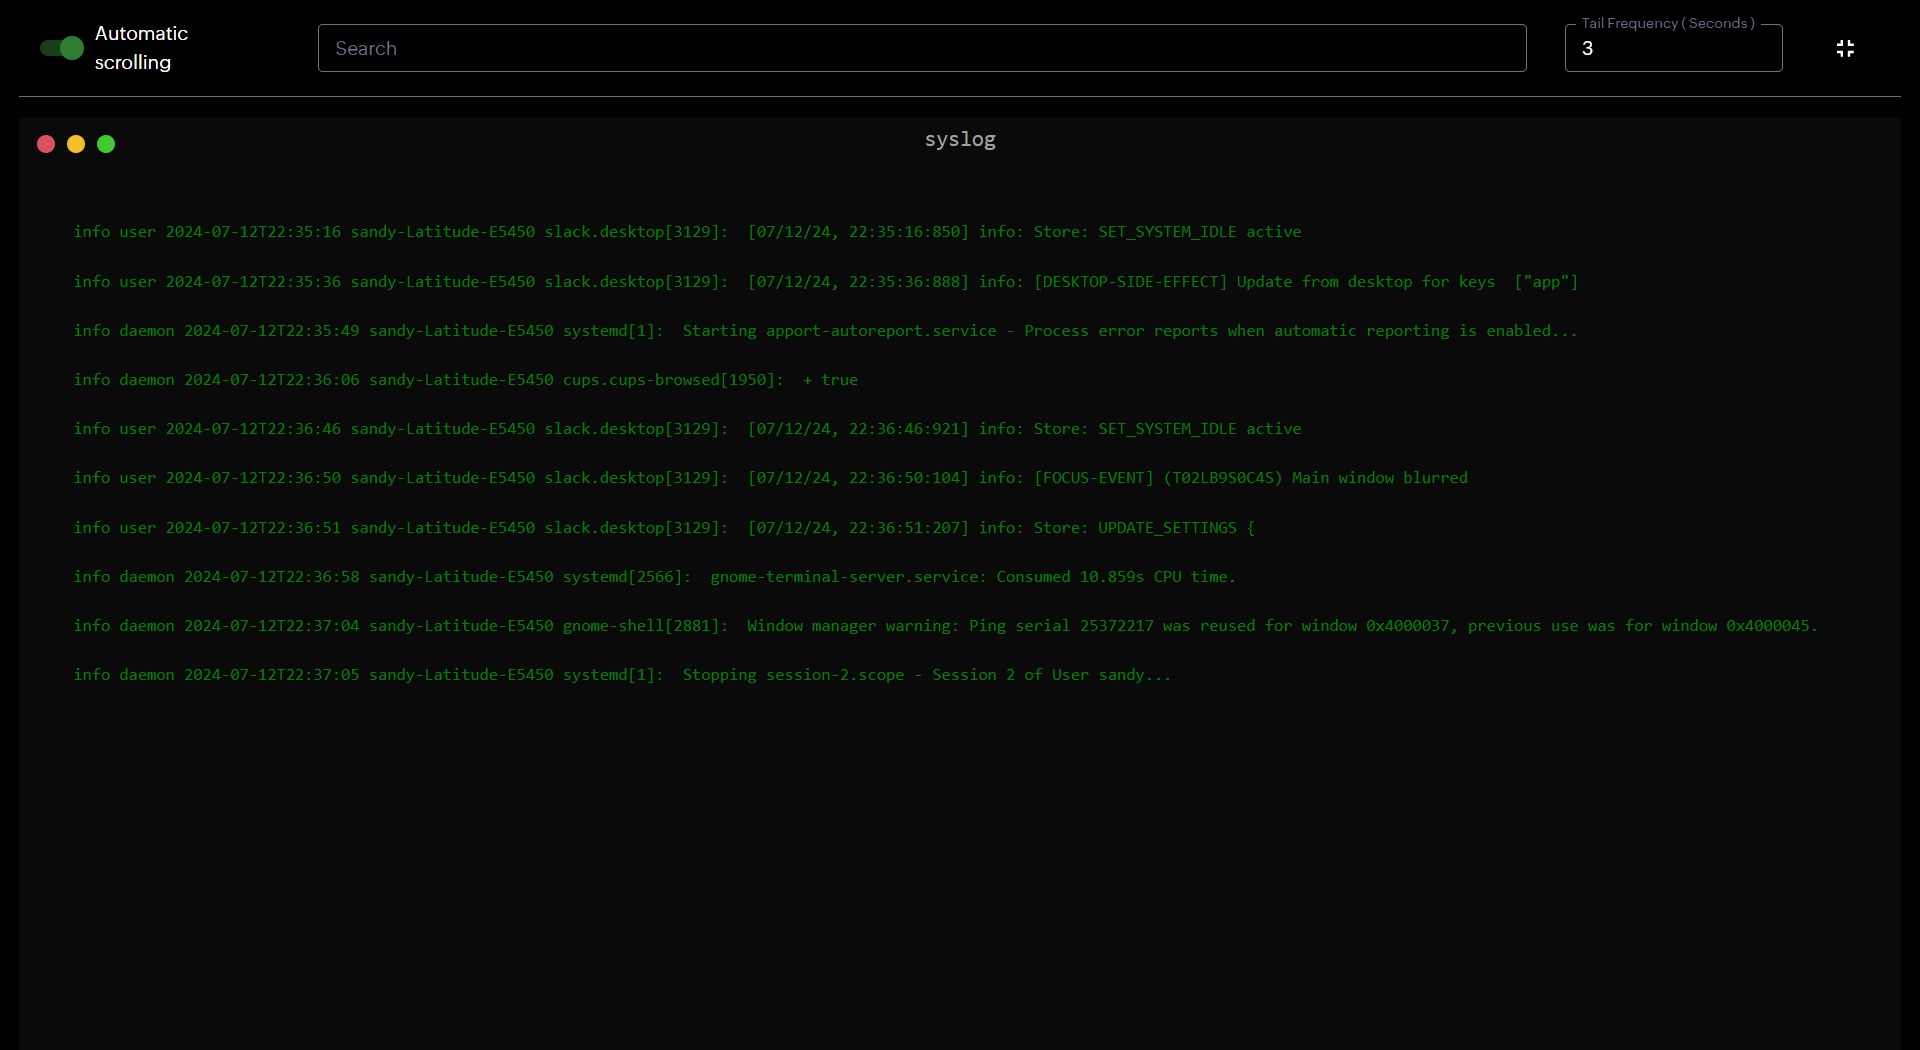 Automatic
scrolling
Search
Tail Frequency ( Seconds )
3
syslog
info user 2024-07-12T22:35:16 sandy-Latitude-E5450 slack.desktop[3129]:  [07/12/24, 22:35:16:850] info: Store: SET_SYSTEM_IDLE active
info user 2024-07-12T22:35:36 sandy-Latitude-E5450 slack.desktop[3129]:  [07/12/24, 22:35:36:888] info: [DESKTOP-SIDE-EFFECT] Update from desktop for keys  ["app"]
info daemon 2024-07-12T22:35:49 sandy-Latitude-E5450 systemd[1]:  Starting apport-autoreport.service - Process error reports when automatic reporting is enabled...
info daemon 2024-07-12T22:36:06 sandy-Latitude-E5450 cups.cups-browsed[1950]:  + true
info user 2024-07-12T22:36:46 sandy-Latitude-E5450 slack.desktop[3129]:  [07/12/24, 22:36:46:921] info: Store: SET_SYSTEM_IDLE active
info user 2024-07-12T22:36:50 sandy-Latitude-E5450 slack.desktop[3129]:  [07/12/24, 22:36:50:104] info: [FOCUS-EVENT] (T02LB9S0C4S) Main window blurred
info user 2024-07-12T22:36:51 sandy-Latitude-E5450 slack.desktop[3129]:  [07/12/24, 22:36:51:207] info: Store: UPDATE_SETTINGS {
info daemon 2024-07-12T22:36:58 sandy-Latitude-E5450 systemd[2566]:  gnome-terminal-server.service: Consumed 10.859s CPU time.
info daemon 2024-07-12T22:37:04 sandy-Latitude-E5450 gnome-shell[2881]:  Window manager warning: Ping serial 25372217 was reused for window 0x4000037, previous use was for window 0x4000045.
info daemon 2024-07-12T22:37:05 sandy-Latitude-E5450 systemd[1]:  Stopping session-2.scope - Session 2 of User sandy...